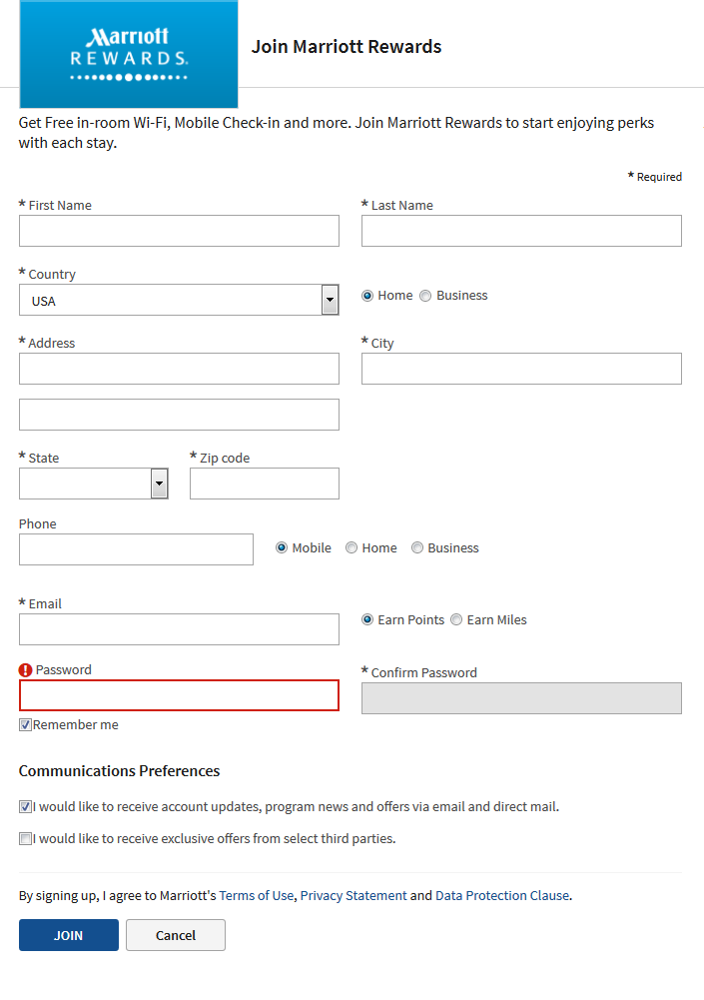 Marriott
REWARDS.
Join Marriott Rewards
Get Free in-room Wi-Fi, Mobile Check-in and more. Join Marriott Rewards to start enjoying perks
with each stay.
* Required
* First Name
* Last Name
* Country
USA
Home Business
* Address
* City
* State
* Zip code
Phone
Mobile Home Business
* Email
Earn Points Earn Miles
! Password
* Confirm Password
Remember me
Communications Preferences
I would like to receive account updates, program news and offers via email and direct mail.
I would like to receive exclusive offers from select third parties.
By signing up, I agree to Marriott's Terms of Use, Privacy Statement and Data Protection Clause.
JOIN Cancel